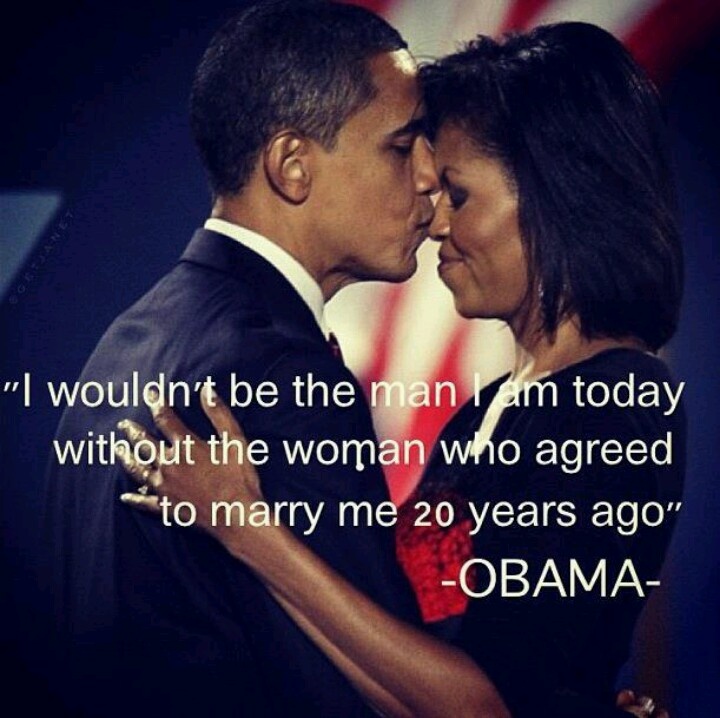 "I wouldn't be the man I am today
without the woman who agreed
to marry me 20 years ago"
-OBAMA-